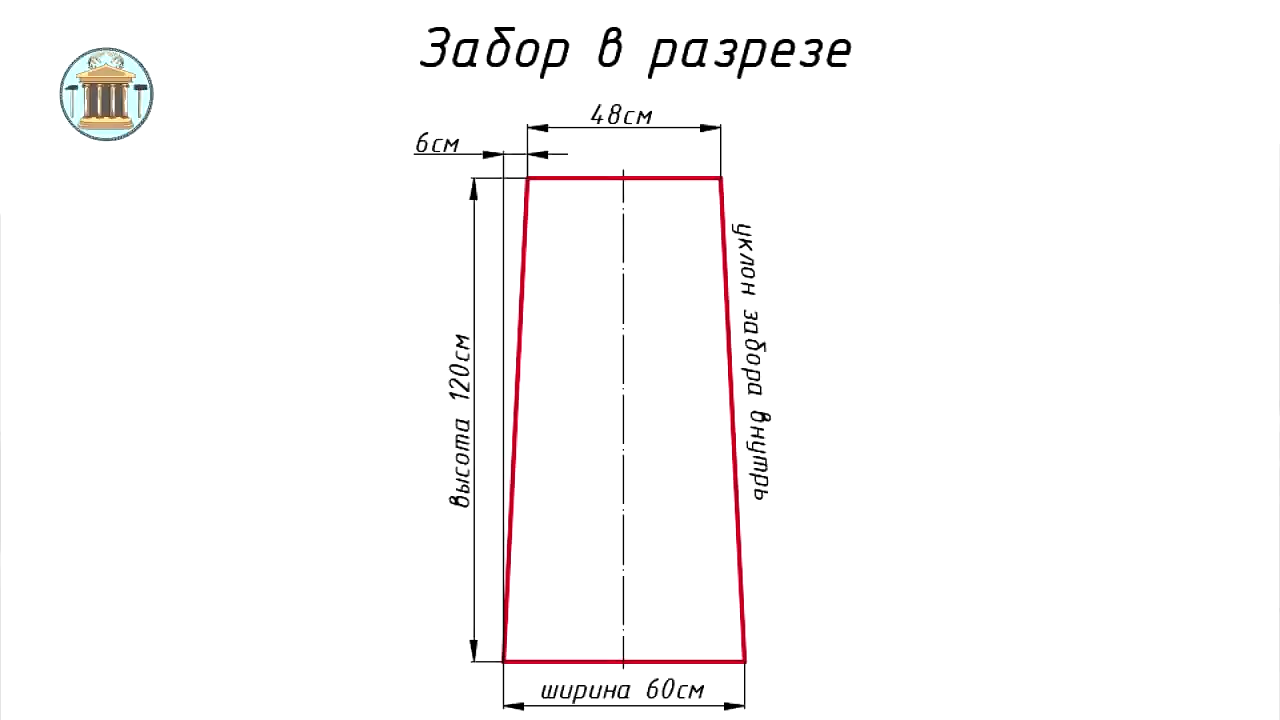 Забор в разрезе
48см
6см
высота 120см
уклон забора внутрь
ширина 60см